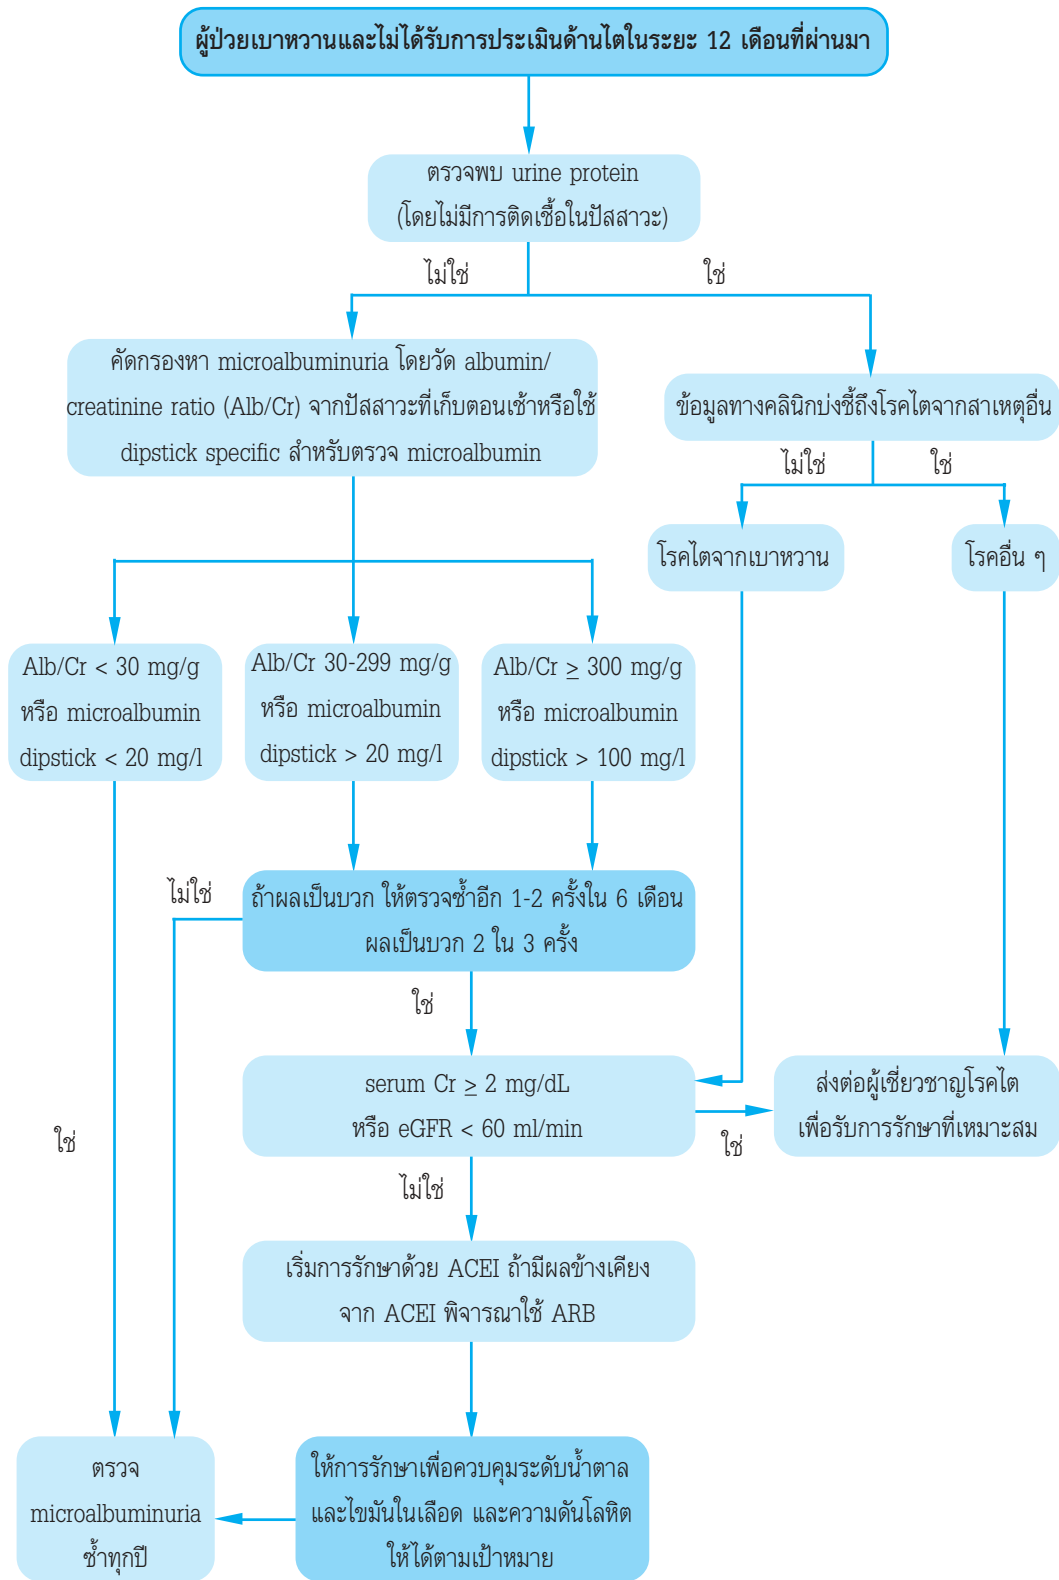 ผู้ป่วยเบาหวานและไม่ได้รับการประเมินด้านไตในระยะ 12 เดือนที่ผ่านมา
ตรวจพบ urine protein
(โดยไม่มีการติดเชื้อในปัสสาวะ)
ไม่ใช่
ใช่
คัดกรองหา microalbuminuria โดยวัด albumin/
creatinine ratio (Alb/Cr) จากปัสสาวะที่เก็บตอนเช้าหรือใช้
dipstick specific สำหรับตรวจ microalbumin
ข้อมูลทางคลินิกบ่งชี้ถึงโรคไตจากสาเหตุอื่น
ไม่ใช่
ใช่
โรคไตจากเบาหวาน
โรคอื่น ๆ
Alb/Cr < 30 mg/g
หรือ microalbumin
dipstick < 20 mg/l
Alb/Cr 30-299 mg/g
หรือ microalbumin
dipstick > 20 mg/l
Alb/Cr ≥ 300 mg/g
หรือ microalbumin
dipstick > 100 mg/l
ไม่ใช่
ถ้าผลเป็นบวก ให้ตรวจซ้ำอีก 1-2 ครั้งใน 6 เดือน
ผลเป็นบวก 2 ใน 3 ครั้ง
ใช่
serum Cr ≥ 2 mg/dL
หรือ eGFR < 60 ml/min
ใช่
ส่งต่อผู้เชี่ยวชาญโรคไต
เพื่อรับการรักษาที่เหมาะสม
ใช่
ไม่ใช่
เริ่มการรักษาด้วย ACEI ถ้ามีผลข้างเคียง
จาก ACEI พิจารณาใช้ ARB
ตรวจ
microalbuminuria
ซ้ำทุกปี
ให้การรักษาเพื่อควบคุมระดับน้ำตาล
และไขมันในเลือด และความดันโลหิต
ให้ได้ตามเป้าหมาย